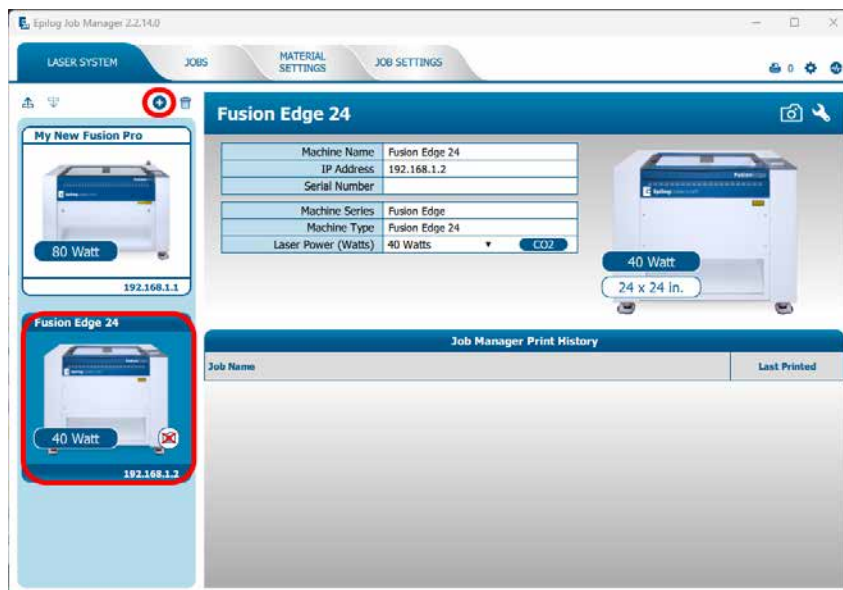 Epilog Job Manager 2.2.14.0
LASER SYSTEM
JOBS
MATERIAL
SETTINGS
JOB SETTINGS
0
My New Fusion Pro
80 Watt
192.168.1.1
Fusion Edge 24
40 Watt
192.168.1.2
Fusion Edge 24
Machine Name Fusion Edge 24
IP Address 192.168.1.2
Serial Number
Machine Series Fusion Edge
Machine Type Fusion Edge 24
Laser Power (Watts) 40 Watts CO2
40 Watt
24 x 24 in.
Job Manager Print History
Job Name Last Printed